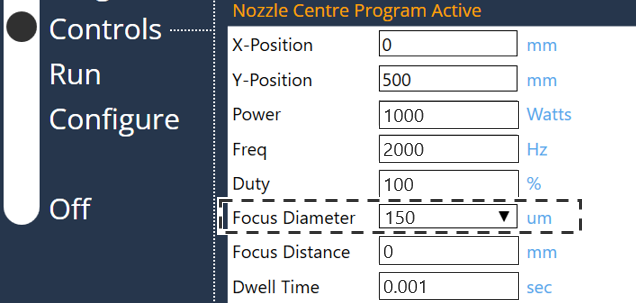 Nozzle Centre Program Active
Controls
Run
Configure
Off
X-Position 0 mm
Y-Position 500 mm
Power 1000 Watts
Freq 2000 Hz
Duty 100 %
Focus Diameter 150 ▼ um
Focus Distance 0 mm
Dwell Time 0.001 sec